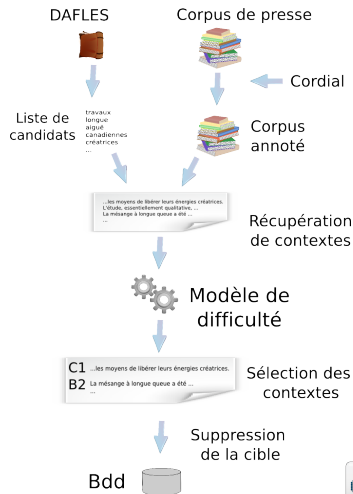 DAFLES
Corpus de presse
Cordial
Liste de
candidats
travaux
longue
aiguë
canadiennes
créatrices
...
Corpus
annoté
...les moyens de libérer leurs énergies créatrices.
L'étude, essentiellement qualitative, ...
La mésange à longue queue a été ...
...
Récupération
de contextes
Modèle de
difficulté
C1 ...les moyens de libérer leurs énergies créatrices.
B2 La mésange à longue queue a été ...
...
Sélection des
contextes
Suppression
de la cible
Bdd